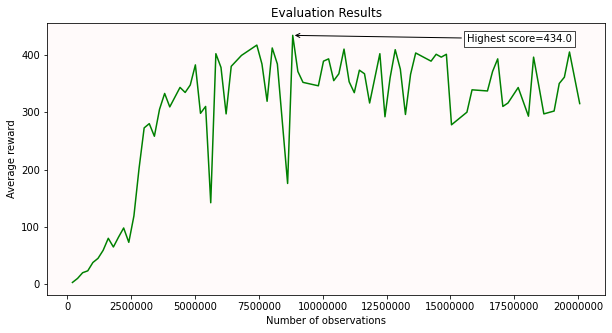 Evaluation Results
Highest score=434.0
Average reward
400
300
200
100
0
0 2500000 5000000 7500000 10000000 12500000 15000000 17500000 20000000
Number of observations